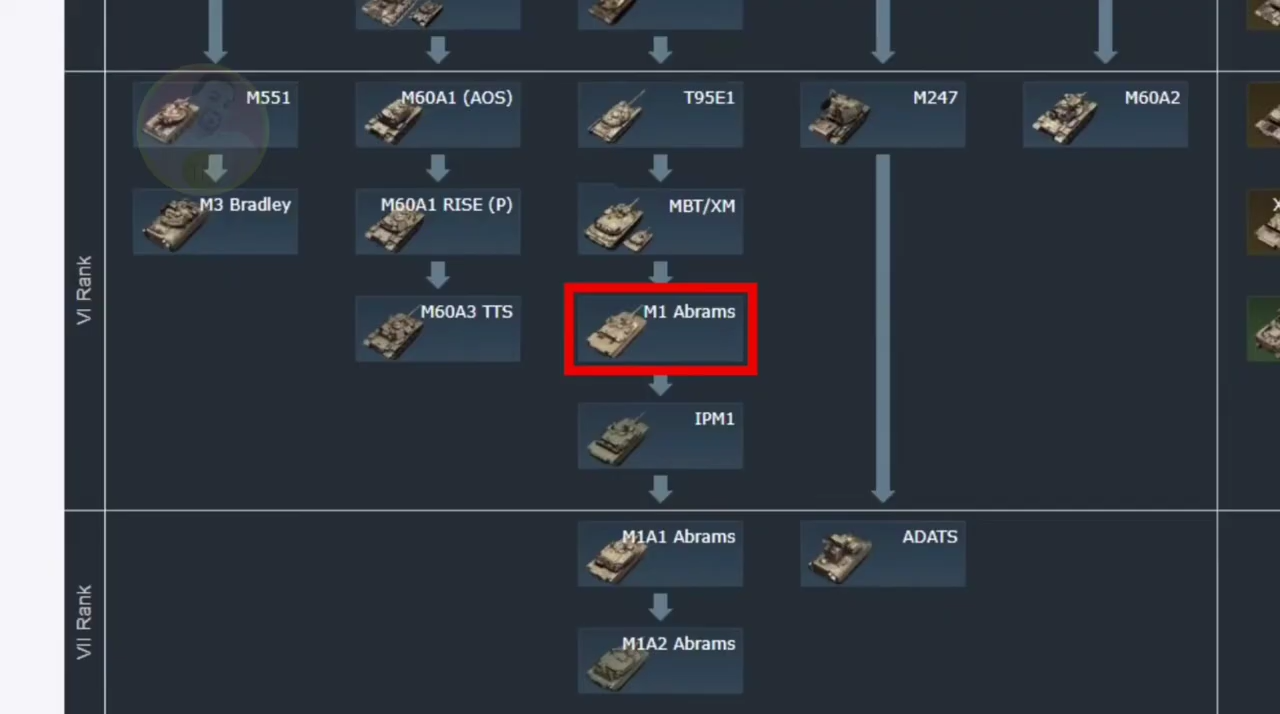 M551
M60A1 (AOS)
T95E1
M247
M60A2
M3 Bradley
M60A1 RISE (P)
MBT/XM
X
VI Rank
M60A3 TTS
M1 Abrams
IPM1
M1A1 Abrams
ADATS
VII Rank
M1A2 Abrams